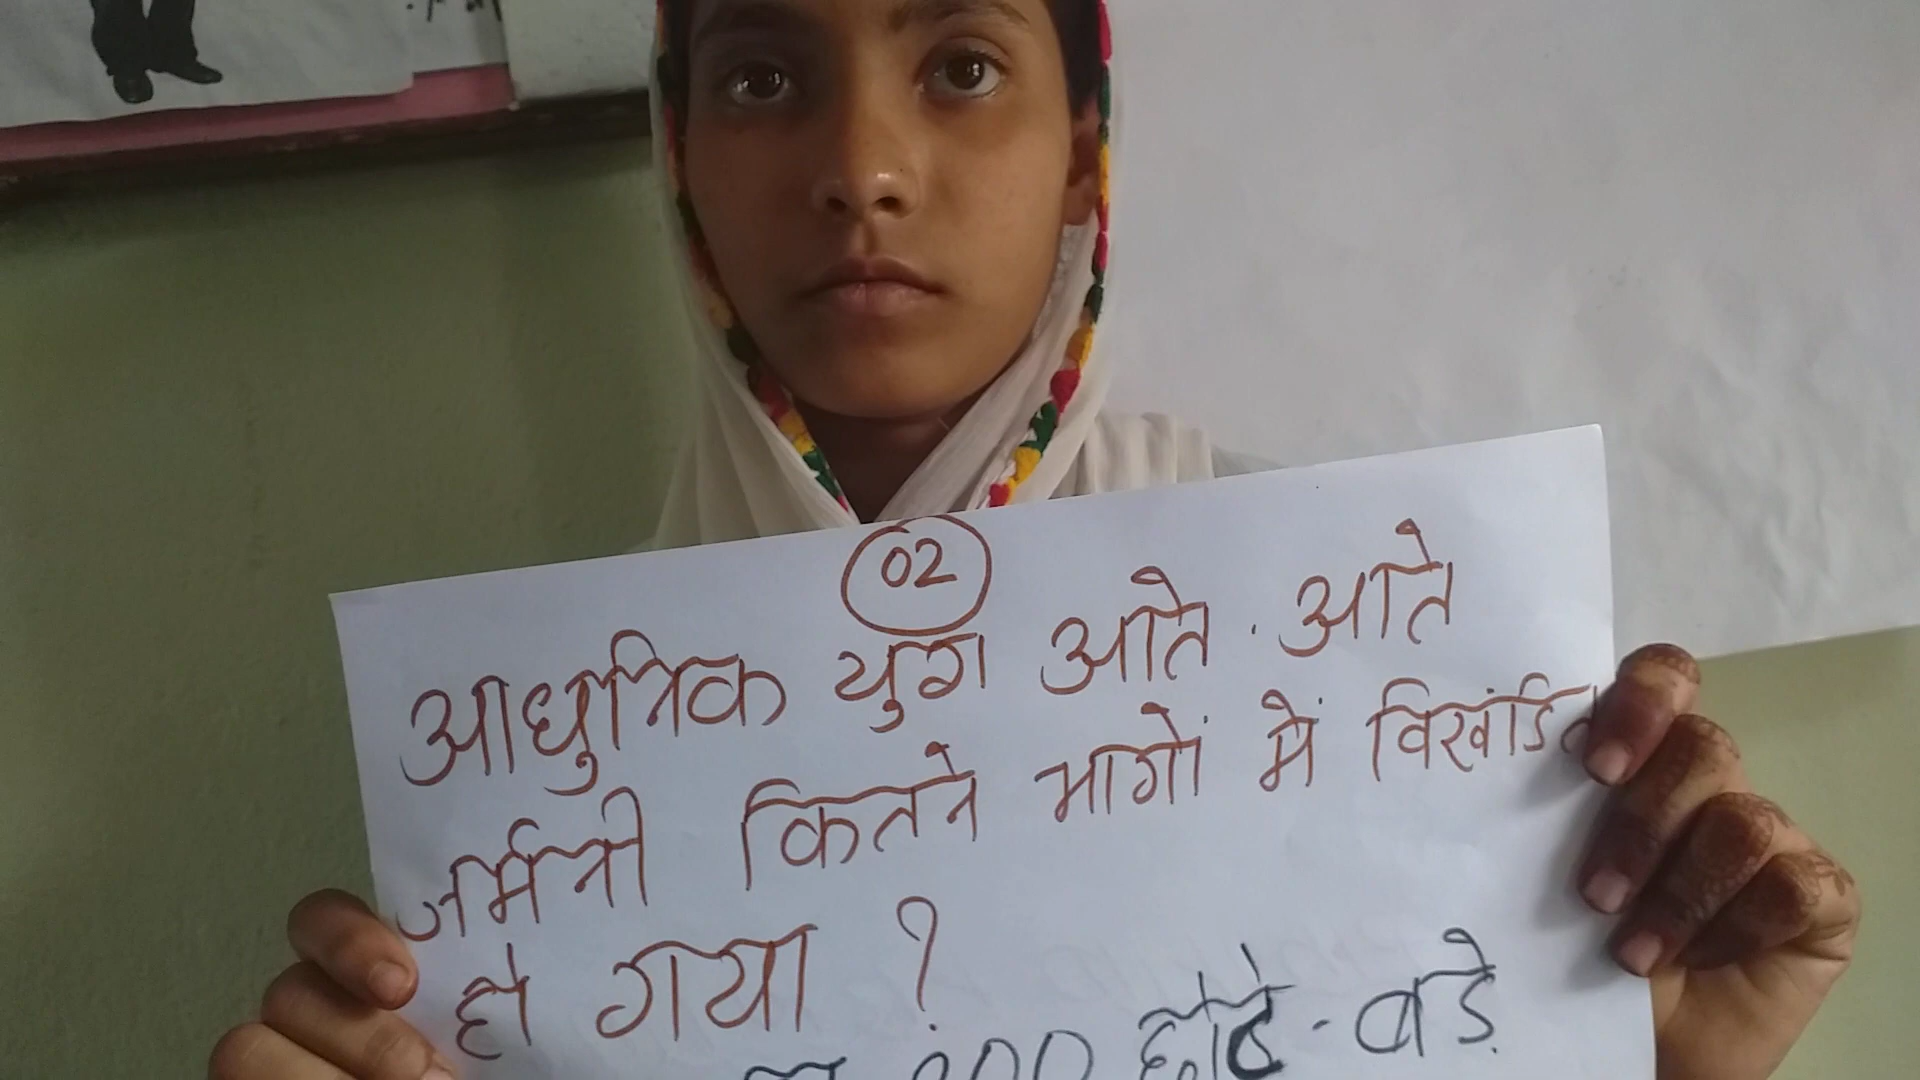 02
आधुनिक युग आते . आते
जर्मनी कितने भागों में विखंडित
हो गया ?
छोटे - बड़े